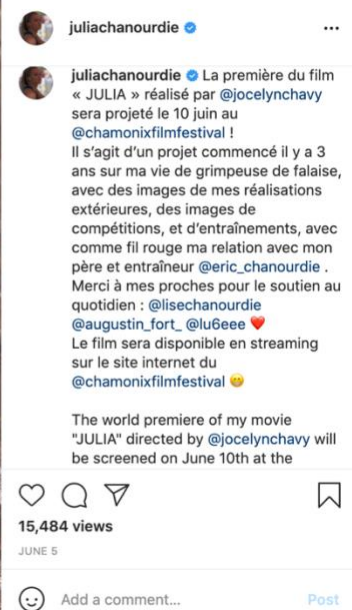 juliachanourdie
juliachanourdie La première du film
« JULIA » réalisé par @jocelynchavy
sera projeté le 10 juin au
@chamonixfilmfestival !
Il s’agit d’un projet commencé il y a 3
ans sur ma vie de grimpeuse de falaise,
avec des images de mes réalisations
extérieures, des images de
compétitions, et d’entraînements, avec
comme fil rouge ma relation avec mon
père et entraîneur @eric_chanourdie .
Merci à mes proches pour le soutien au
quotidien : @lisechanourdie
@augustin_fort_ @lu6eee ❤️
Le film sera disponible en streaming
sur le site internet du
@chamonixfilmfestival 😀

The world premiere of my movie
"JULIA" directed by @jocelynchavy will
be screened on June 10th at the
15,484 views
JUNE 5
Add a comment...
Post